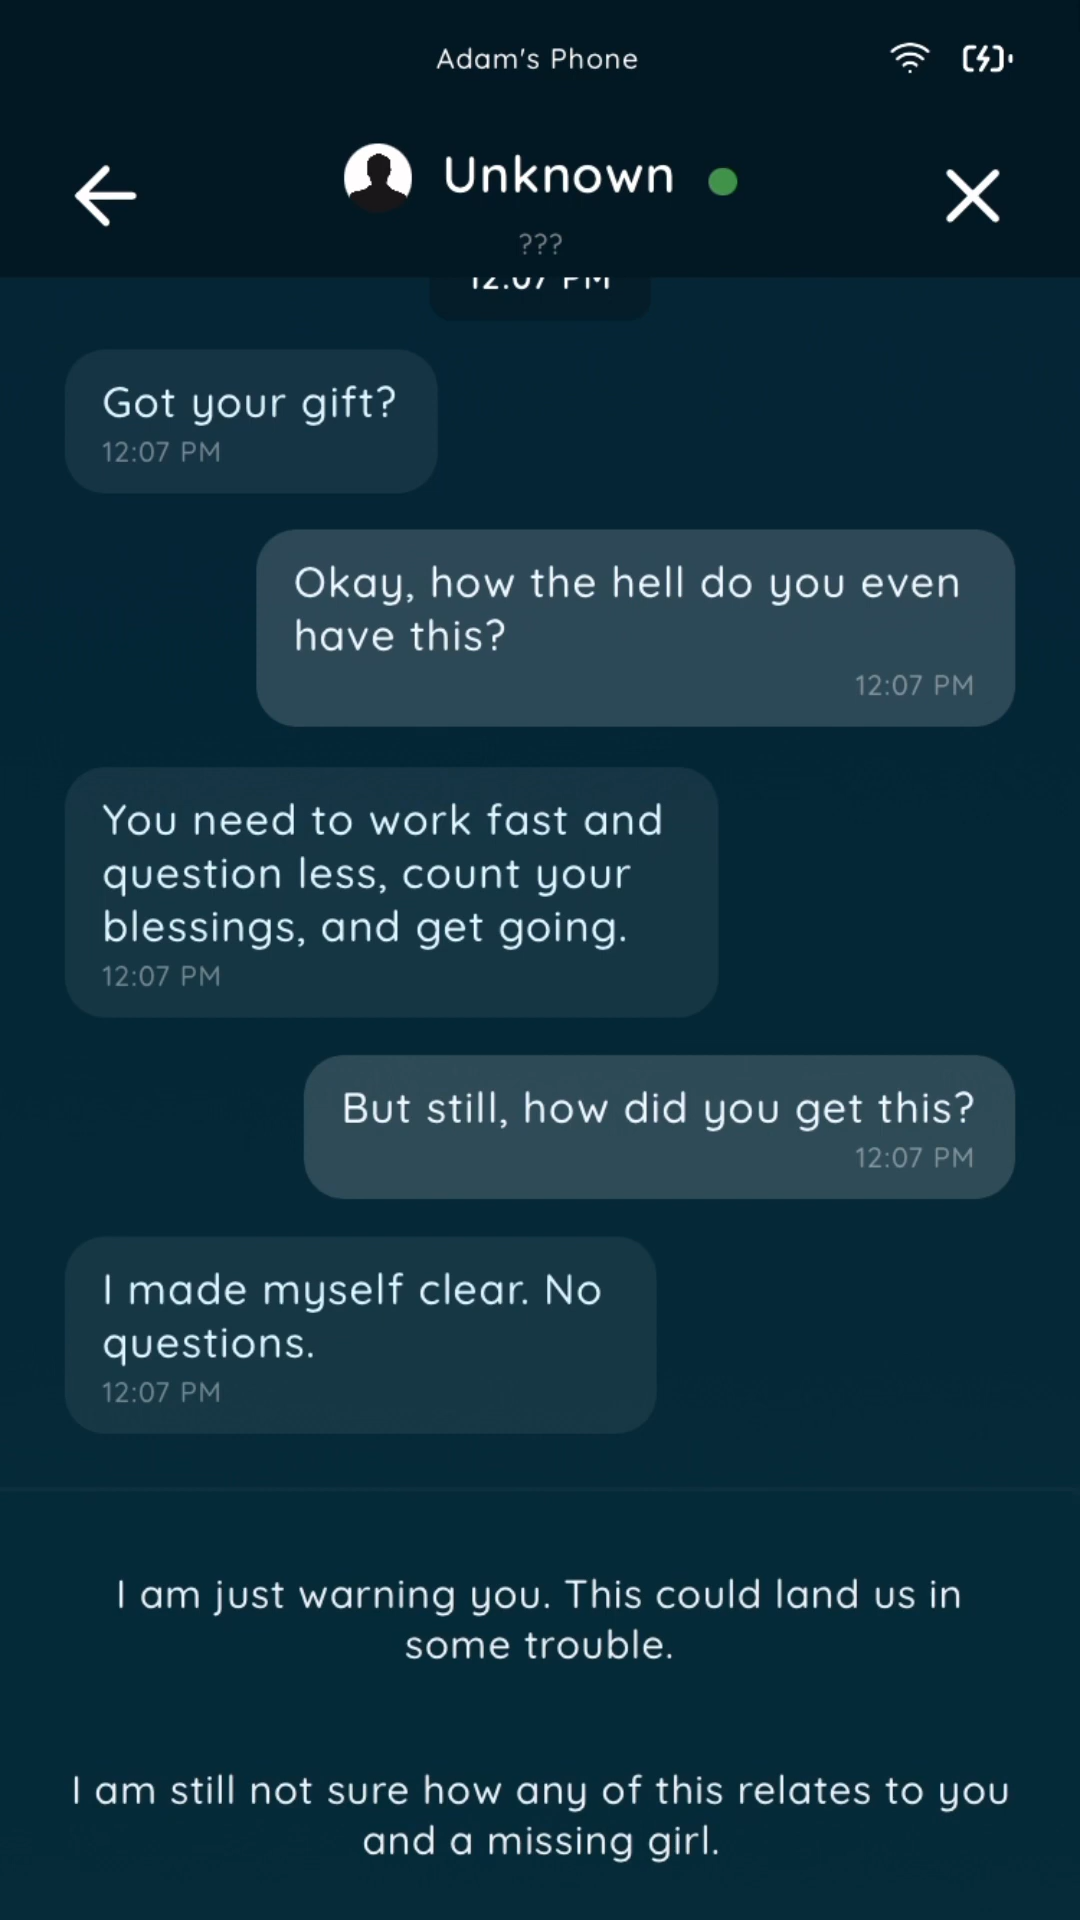 Adam's Phone
Unknown
???
12:07 PM
Got your gift?
12:07 PM
Okay, how the hell do you even
have this?
12:07 PM
You need to work fast and
question less, count your
blessings, and get going.
12:07 PM
But still, how did you get this?
12:07 PM
I made myself clear. No
questions.
12:07 PM
I am just warning you. This could land us in
some trouble.
I am still not sure how any of this relates to you
and a missing girl.